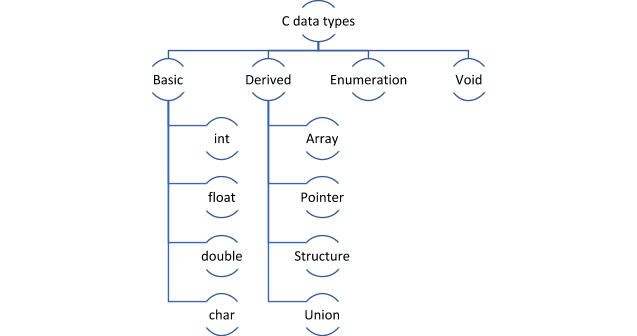 C data types
Basic
Derived
Enumeration
Void
int
Array
float
Pointer
double
Structure
char
Union